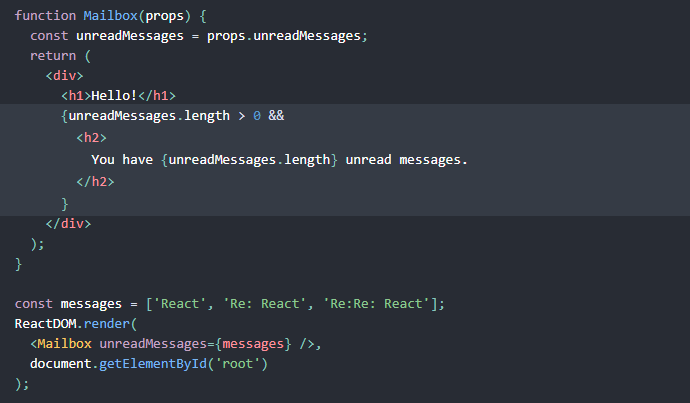 function Mailbox(props) {
  const unreadMessages = props.unreadMessages;
  return (
    <div>
      <h1>Hello!</h1>
      {unreadMessages.length > 0 &&
        <h2>
          You have {unreadMessages.length} unread messages.
        </h2>
      }
    </div>
  );
}

const messages = ['React', 'Re: React', 'Re:Re: React'];
ReactDOM.render(
  <Mailbox unreadMessages={messages} />,
  document.getElementById('root')
);